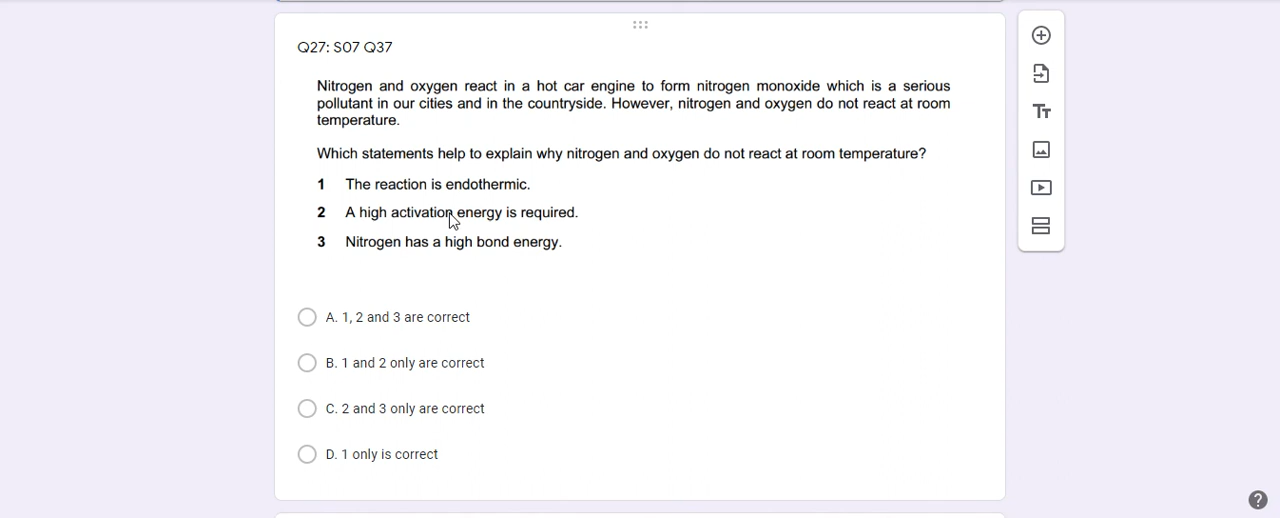 Q27: S07 Q37
Nitrogen and oxygen react in a hot car engine to form nitrogen monoxide which is a serious
pollutant in our cities and in the countryside. However, nitrogen and oxygen do not react at room
temperature.
Which statements help to explain why nitrogen and oxygen do not react at room temperature?
1 The reaction is endothermic.
2 A high activation energy is required.
3 Nitrogen has a high bond energy.
A. 1, 2 and 3 are correct
B. 1 and 2 only are correct
C. 2 and 3 only are correct
D. 1 only is correct